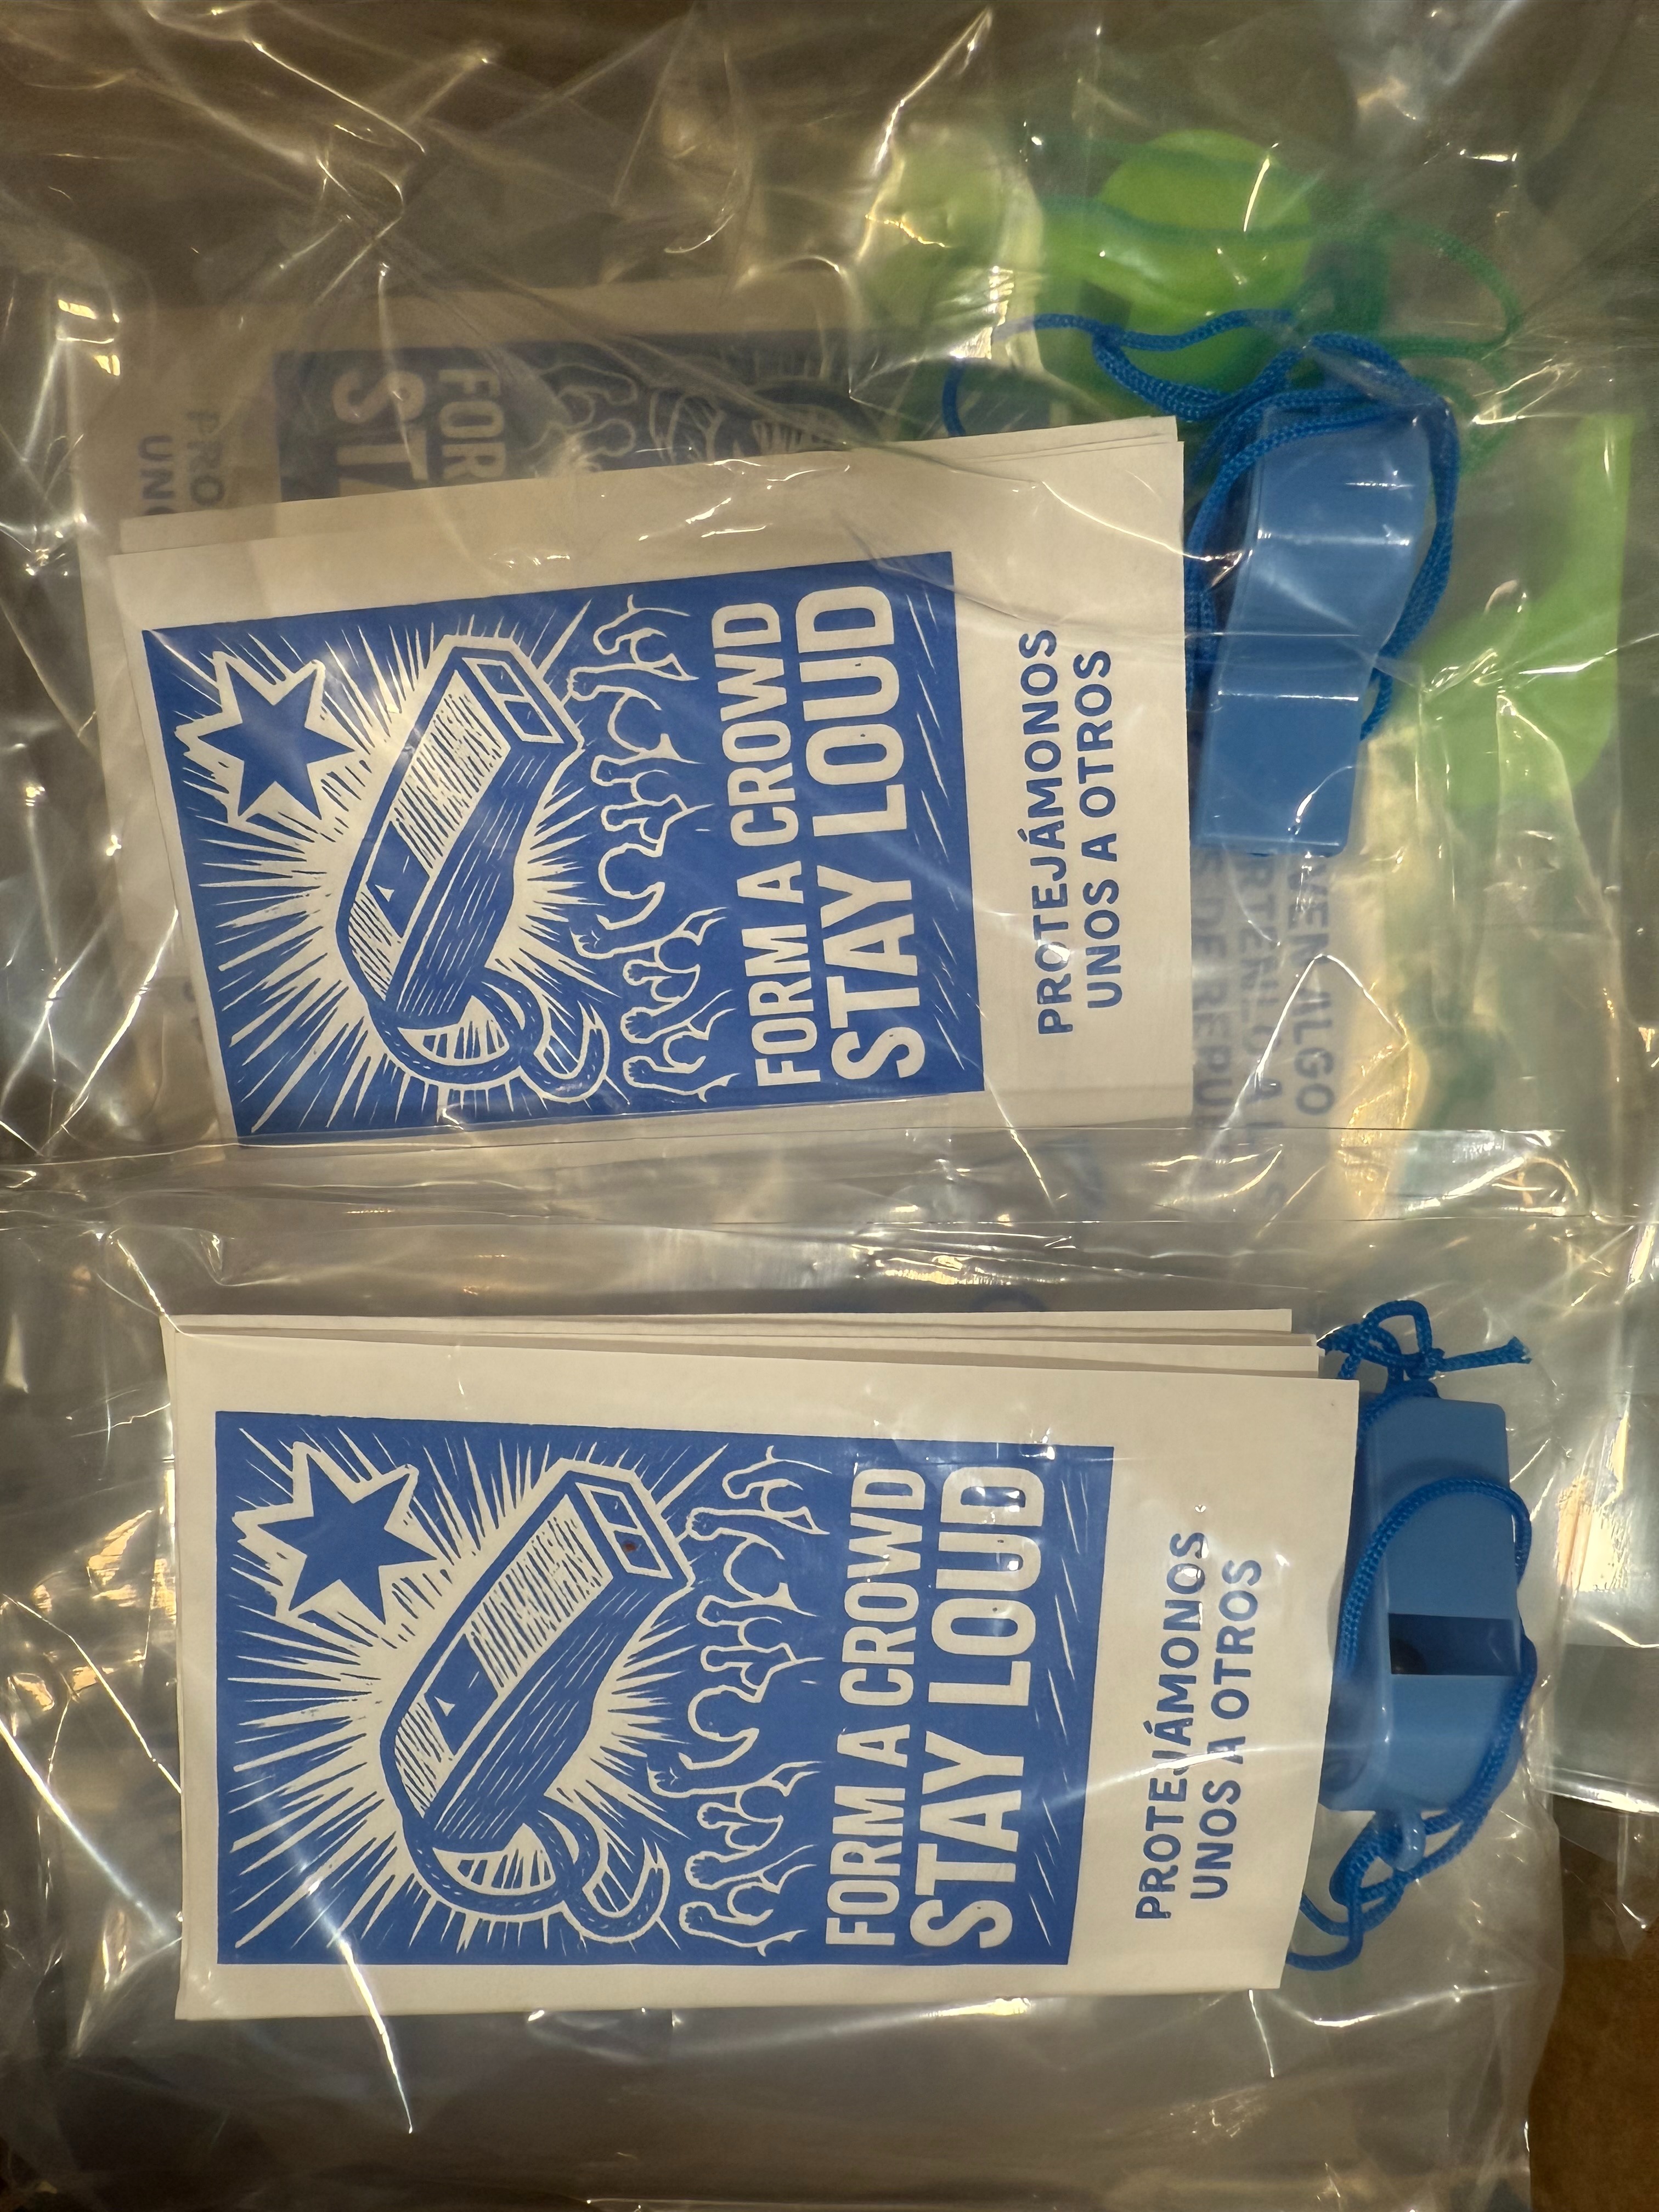 FORM A CROWD
STAY LOUD
PROTEJÁMONOS
UNOS A OTROS
FORM A CROWD
STAY LOUD
PROTEJÁMONOS
UNOS A OTROS